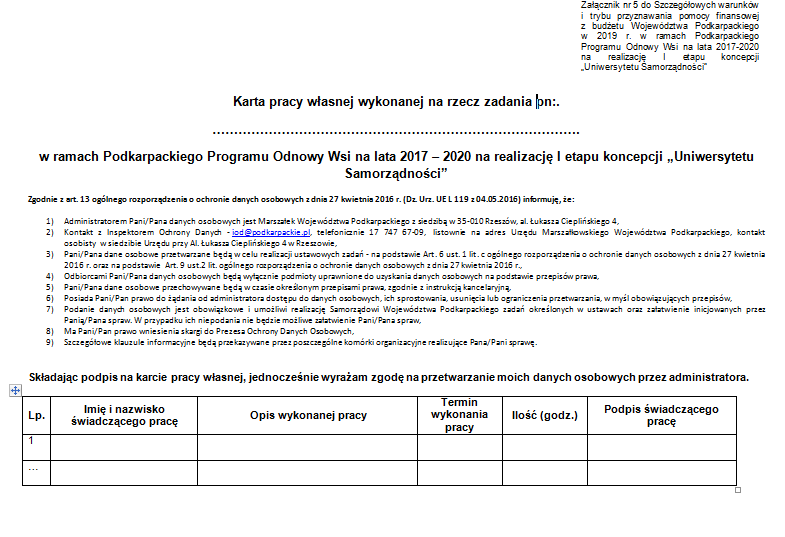 Załącznik nr 5 do Szczegółowych warunków
i trybu przyznawania pomocy finansowej
z budżetu Województwa Podkarpackiego
w 2019 r. w ramach Podkarpackiego
Programu Odnowy Wsi na lata 2017-2020
na realizację I etapu koncepcji
„Uniwersytetu Samorządności"
Karta pracy własnej wykonanej na rzecz zadania pn:.
…………………………………………………………………………….
w ramach Podkarpackiego Programu Odnowy Wsi na lata 2017 – 2020 na realizację I etapu koncepcji „Uniwersytetu
Samorządności”
Zgodnie z art. 13 ogólnego rozporządzenia o ochronie danych osobowych z dnia 27 kwietnia 2016 r. (Dz. Urz. UE L 119 z 04.05.2016) informuję, że:
1) Administratorem Pani/Pana danych osobowych jest Marszałek Województwa Podkarpackiego z siedzibą w 35-010 Rzeszów, al. Łukasza Cieplińskiego 4,
2) Kontakt z Inspektorem Ochrony Danych - iod@podkarpackie.pl, telefonicznie 17 747 67-09, listownie na adres Urzędu Marszałkowskiego Województwa Podkarpackiego, kontakt
osobisty w siedzibie Urzędu przy Al. Łukasza Cieplińskiego 4 w Rzeszowie,
3) Pani/Pana dane osobowe przetwarzane będą w celu realizacji ustawowych zadań - na podstawie Art. 6 ust. 1 lit. c ogólnego rozporządzenia o ochronie danych osobowych z dnia 27 kwietnia
2016 r. oraz na podstawie Art. 9 ust.2 lit. ogólnego rozporządzenia o ochronie danych osobowych z dnia 27 kwietnia 2016 r.,
4) Odbiorcami Pani/Pana danych osobowych będą wyłącznie podmioty uprawnione do uzyskania danych osobowych na podstawie przepisów prawa,
5) Pani/Pana dane osobowe przechowywane będą w czasie określonym przepisami prawa, zgodnie z instrukcją kancelaryjną,
6) Posiada Pani/Pan prawo do żądania od administratora dostępu do danych osobowych, ich sprostowania, usunięcia lub ograniczenia przetwarzania, w myśl obowiązujących przepisów,
7) Podanie danych osobowych jest obowiązkowe i umożliwi realizację Samorządowi Województwa Podkarpackiego zadań określonych w ustawach oraz załatwienie inicjowanych przez
Panią/Pana spraw. W przypadku ich niepodania nie będzie możliwe załatwienie Pani/Pana spraw,
8) Ma Pani/Pan prawo wniesienia skargi do Prezesa Ochrony Danych Osobowych,
9) Szczegółowe klauzule informacyjne będą przekazywane przez poszczególne komórki organizacyjne realizujące Pana/Pani sprawę.
Składając podpis na karcie pracy własnej, jednocześnie wyrażam zgodę na przetwarzanie moich danych osobowych przez administratora.
Lp.
Imię i nazwisko
świadczącego pracę
Opis wykonanej pracy
Termin
wykonania
pracy
Ilość (godz.)
Podpis świadczącego
pracę
1
…